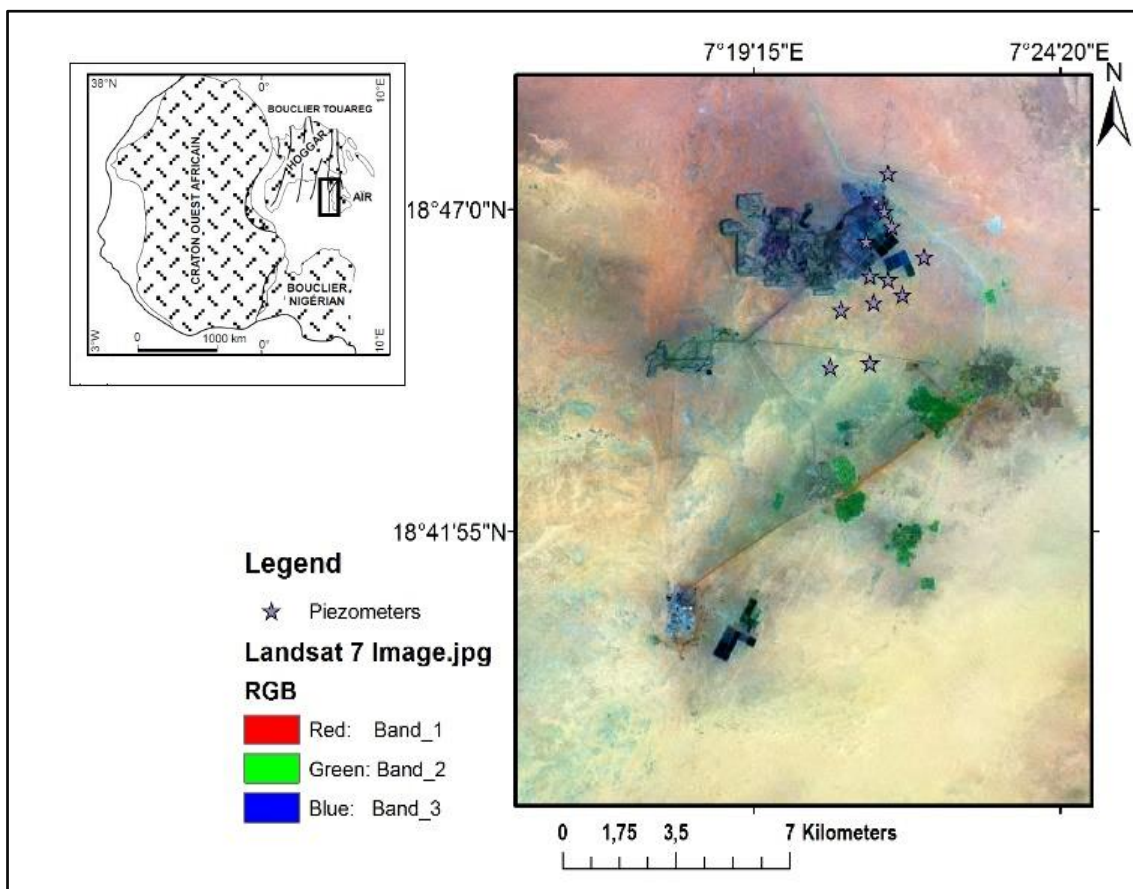 38°N
0°
10°E
BOUCLIER TOUAREG
HOGGAR
AÏR
CRATON OUEST AFRICAIN
BOUCLIER
NIGÉRIAN
0 1000 km
3°W
0°
10°E
7°19'15"E
7°24'20"E
N
18°47'0"N
18°41'55"N
Legend
Piezometers
Landsat 7 Image.jpg
RGB
Red: Band_1
Green: Band_2
Blue: Band_3
0 1,75 3,5 7 Kilometers